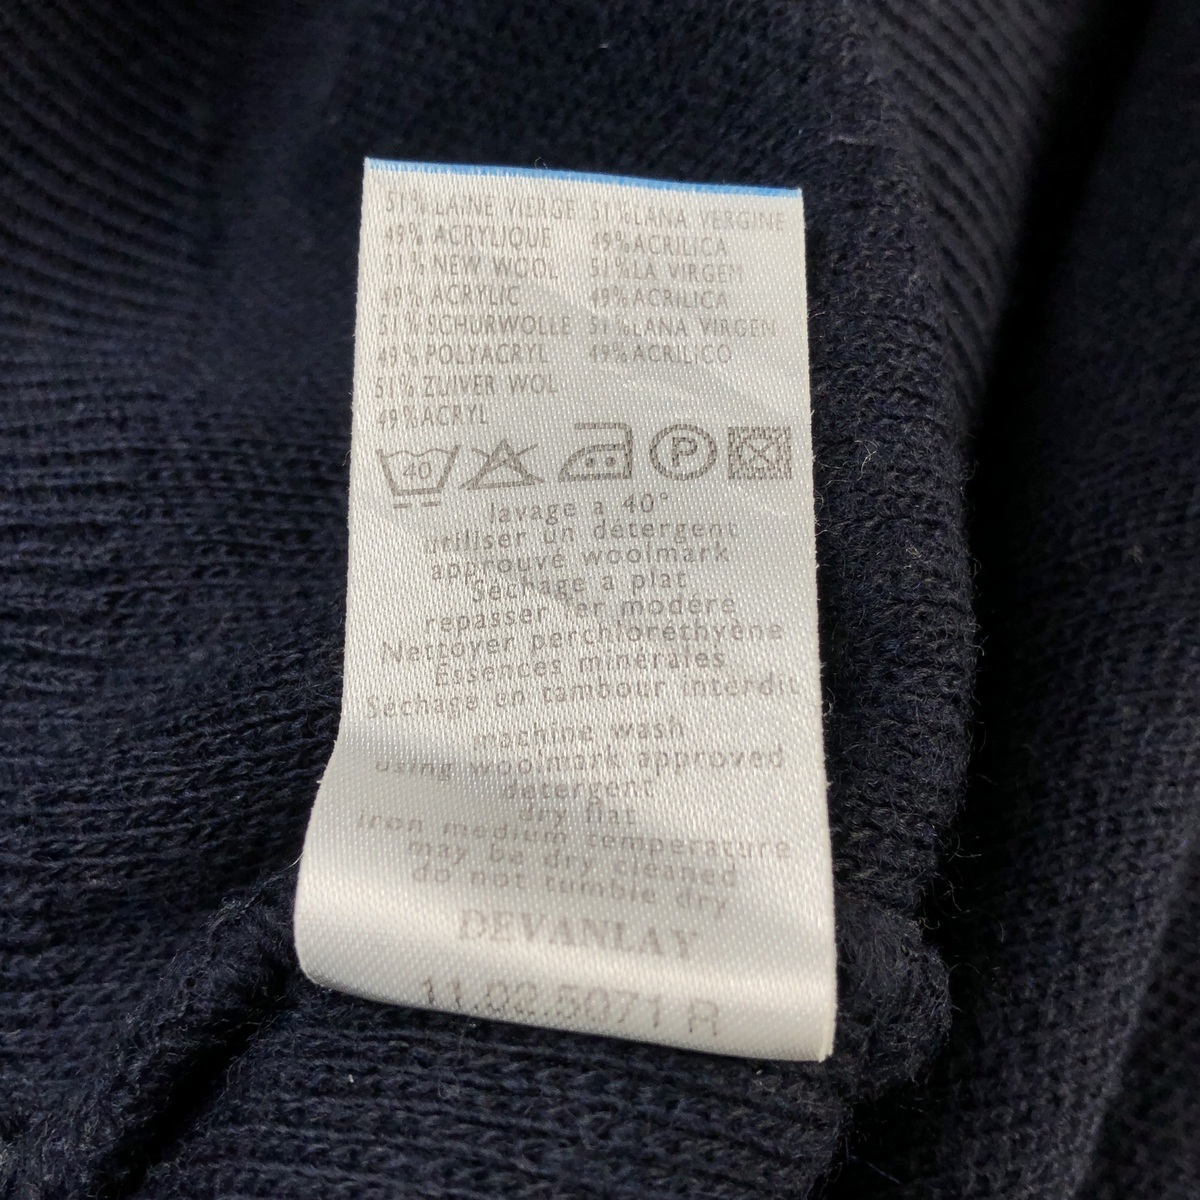 51% LAINE VIERGE 51%LANA VERGINE
49% ACRYLIQUE 49%ACRILICA
51% NEW WOOL 51%LA VIRGEM
49% ACRYLIC 49%ACRILICA
51% SCHURWOLLE 51%LANA VIRGEN
49% POLYACRYL 49%ACRILICO
51% ZUIVER WOL
49%ACRYL
40 P
lavage a 40°
utiliser un détergent
approuvé woolmark
Séchage à plat
repasser fer modéré
Nettoyer perchloréthyène
Essences minérales
Séchage en tambour interdit
machine wash
using woolmark approved
detergent
dry flat
iron medium temperature
may be dry cleaned
do not tumble dry
DEVANLAY
11.02.5071 R